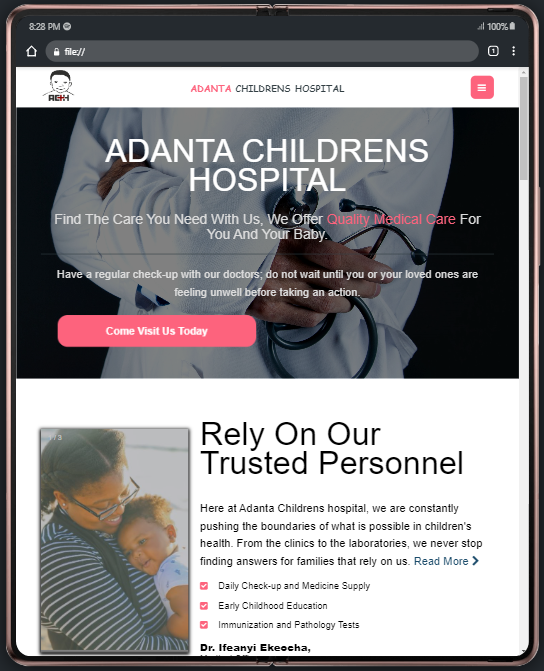 8:28 PM
100%
file://
1
ACH
ADANTA CHILDRENS HOSPITAL
ADANTA CHILDRENS
HOSPITAL
Find The Care You Need With Us, We Offer Quality Medical Care For
You And Your Baby.
Have a regular check-up with our doctors; do not wait until you or your loved ones are
feeling unwell before taking an action.
Come Visit Us Today
1 / 3
Rely On Our
Trusted Personnel
Here at Adanta Childrens hospital, we are constantly
pushing the boundaries of what is possible in children's
health. From the clinics to the laboratories, we never stop
finding answers for families that rely on us. Read More
Daily Check-up and Medicine Supply
Early Childhood Education
Immunization and Pathology Tests
Dr. Ifeanyi Ekeocha,